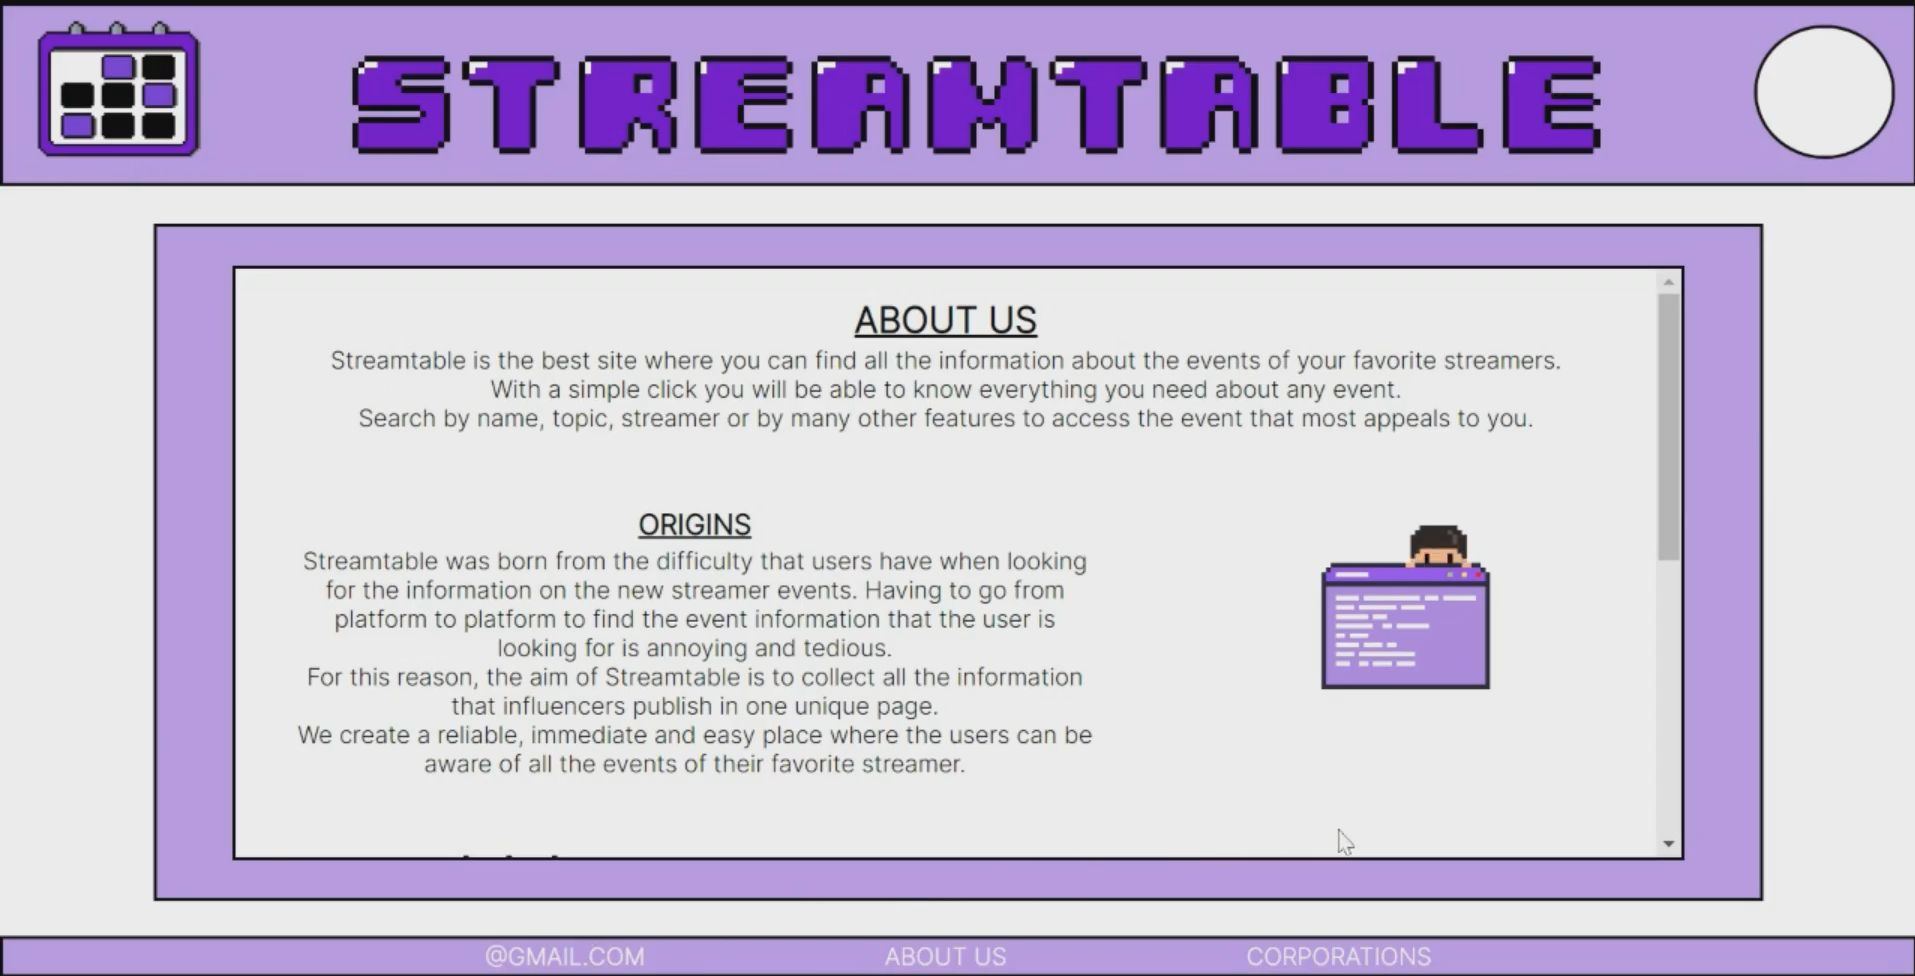 STREAMTABLE
ABOUT US
Streamtable is the best site where you can find all the information about the events of your favorite streamers.
With a simple click you will be able to know everything you need about any event.
Search by name, topic, streamer or by many other features to access the event that most appeals to you.
ORIGINS
Streamtable was born from the difficulty that users have when looking
for the information on the new streamer events. Having to go from
platform to platform to find the event information that the user is
looking for is annoying and tedious.
For this reason, the aim of Streamtable is to collect all the information
that influencers publish in one unique page.
We create a reliable, immediate and easy place where the users can be
aware of all the events of their favorite streamer.
@GMAIL.COM
ABOUT US
CORPORATIONS